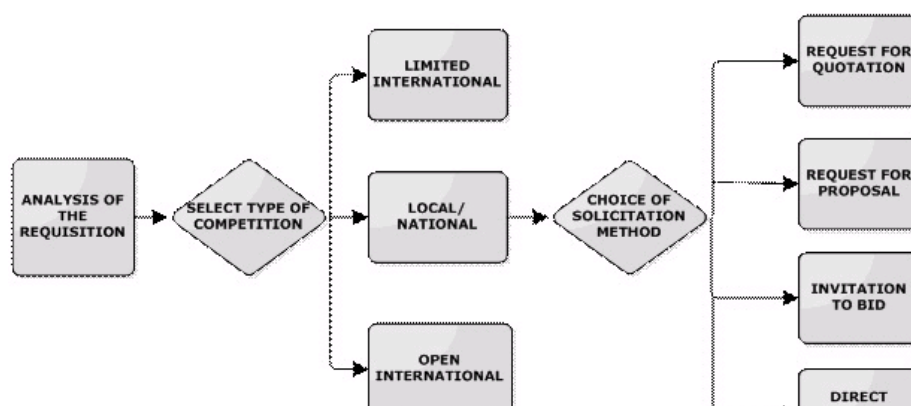 ANALYSIS OF
THE
REQUISITION
SELECT TYPE OF
COMPETITION
LIMITED
INTERNATIONAL
LOCAL/
NATIONAL
OPEN
INTERNATIONAL
CHOICE OF
SOLICITATION
METHOD
REQUEST FOR
QUOTATION
REQUEST FOR
PROPOSAL
INVITATION
TO BID
DIRECT